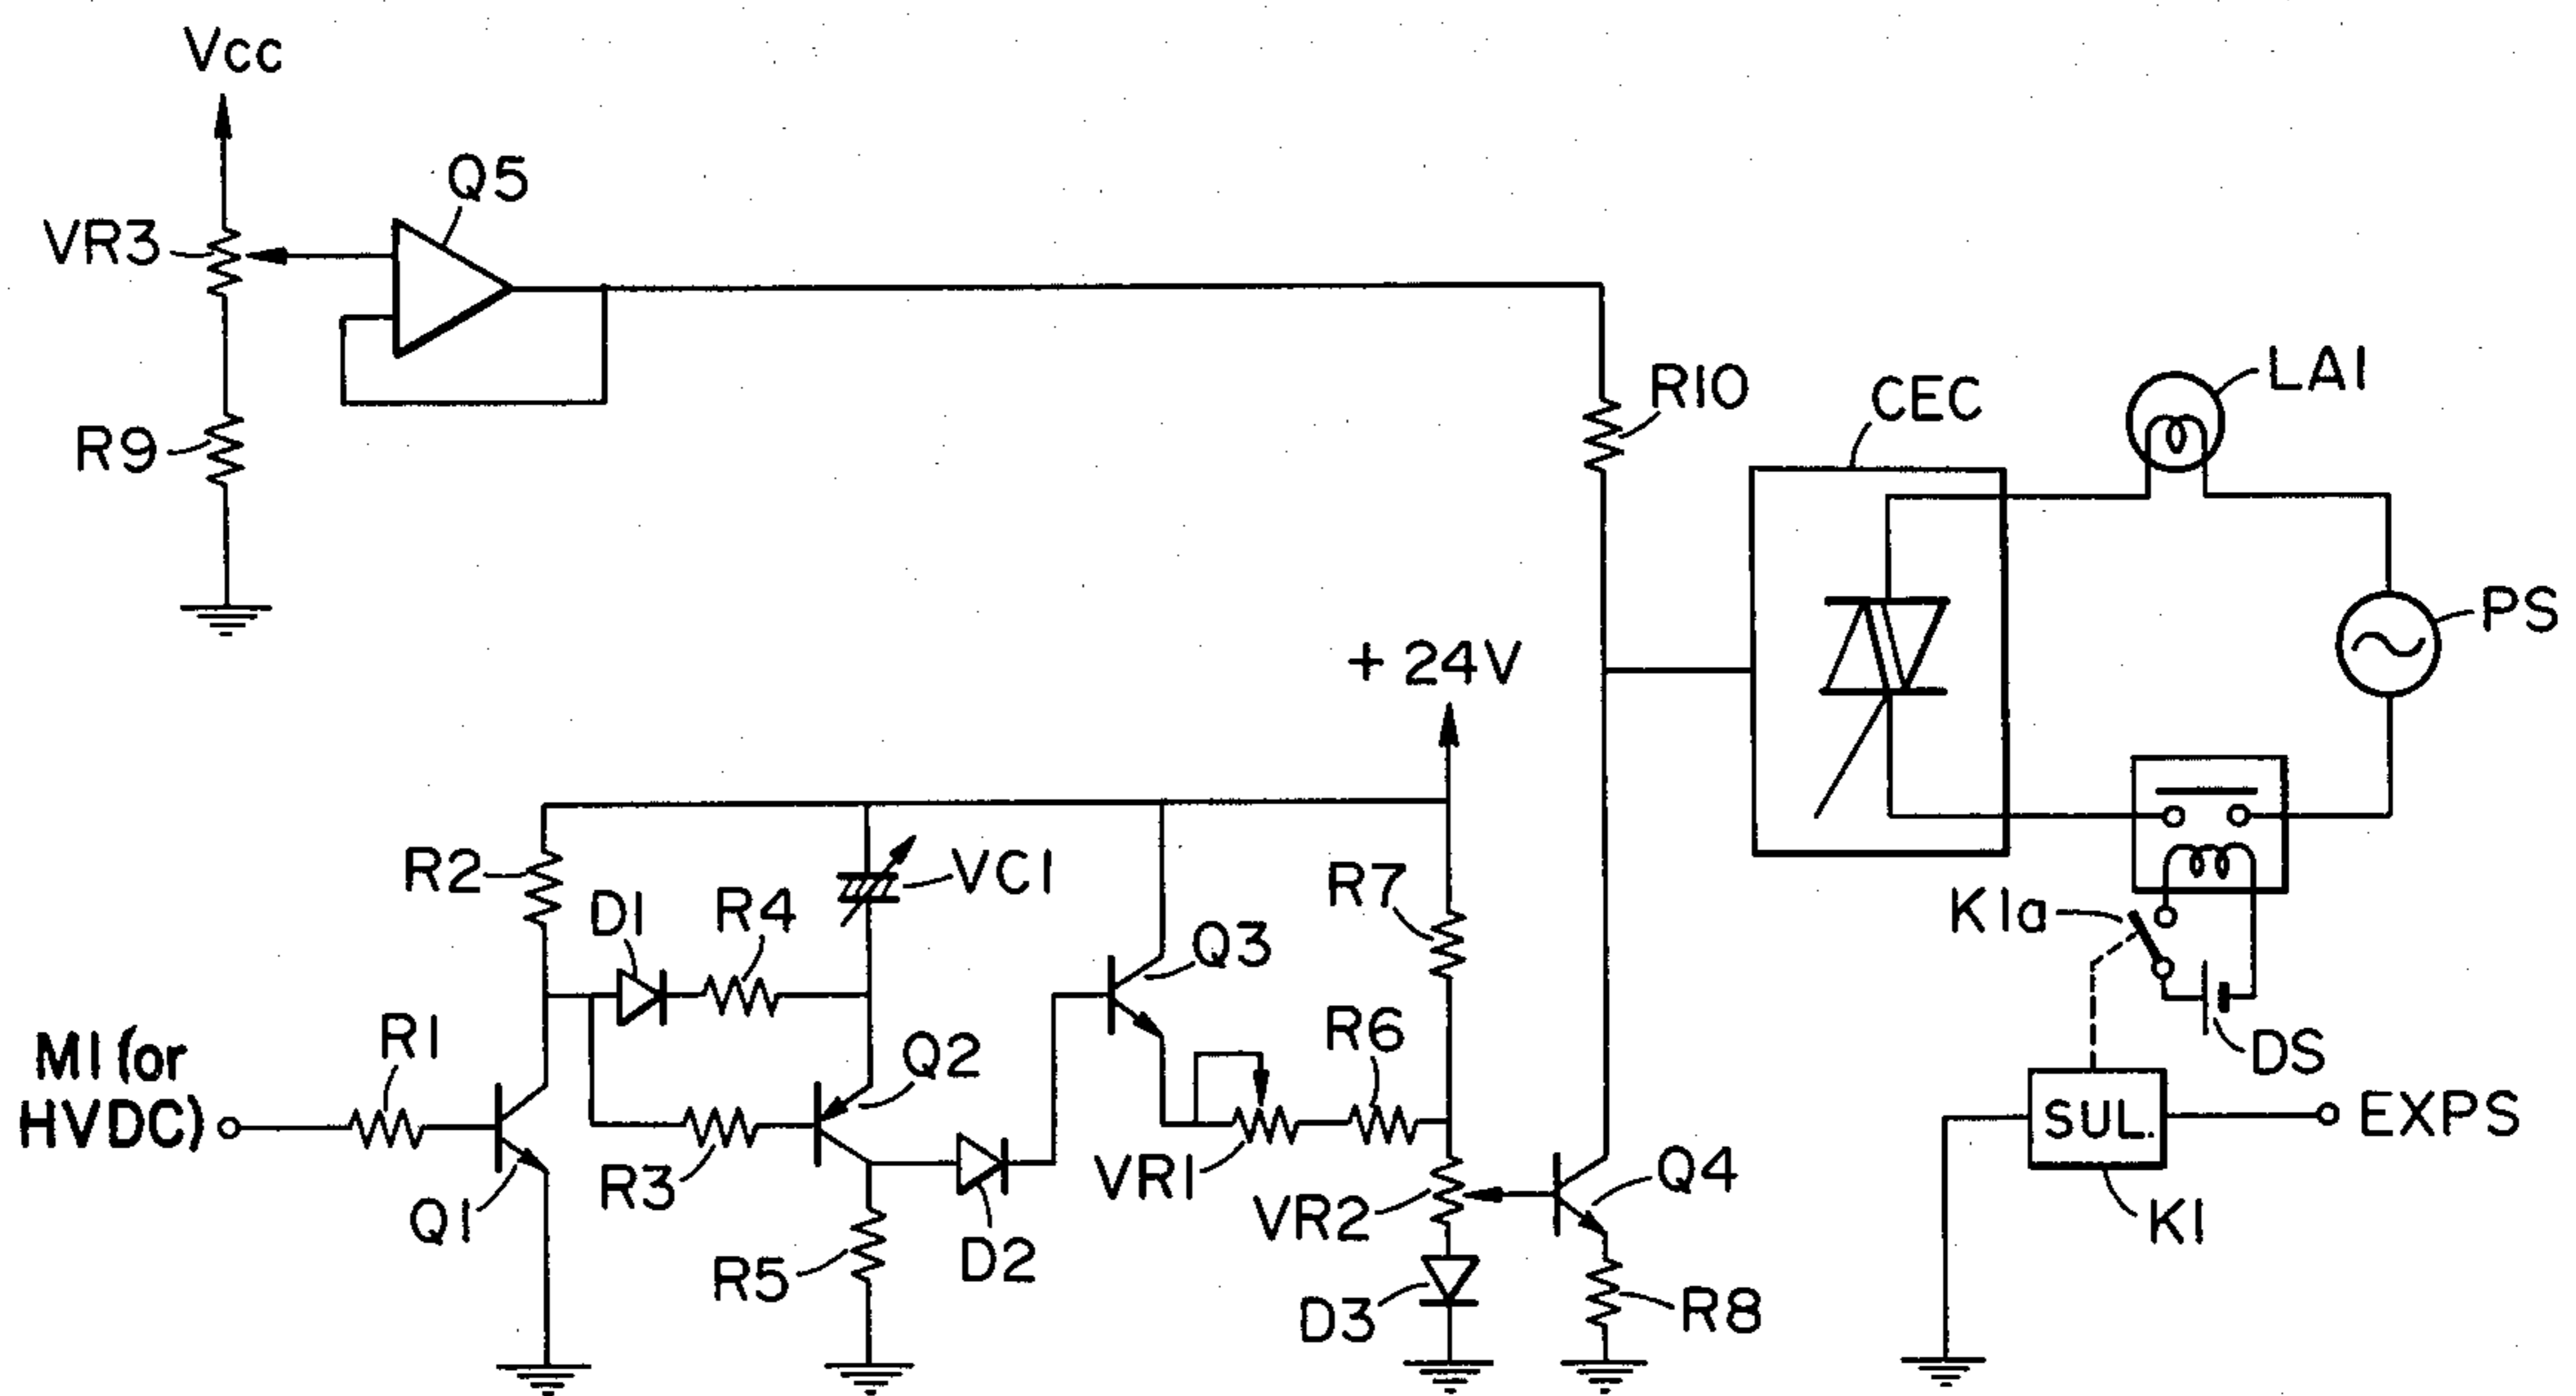 Vcc
Q5
VR3
R9
R10
CEC
LA1
PS
+ 24V
R2
D1
R4
VC1
R7
K1a
Q3
M1 (or
HVDC)
R1
Q2
R6
DS
SUL.
EXPS
R3
VR1
Q4
Q1
VR2
K1
R5
D2
D3
R8